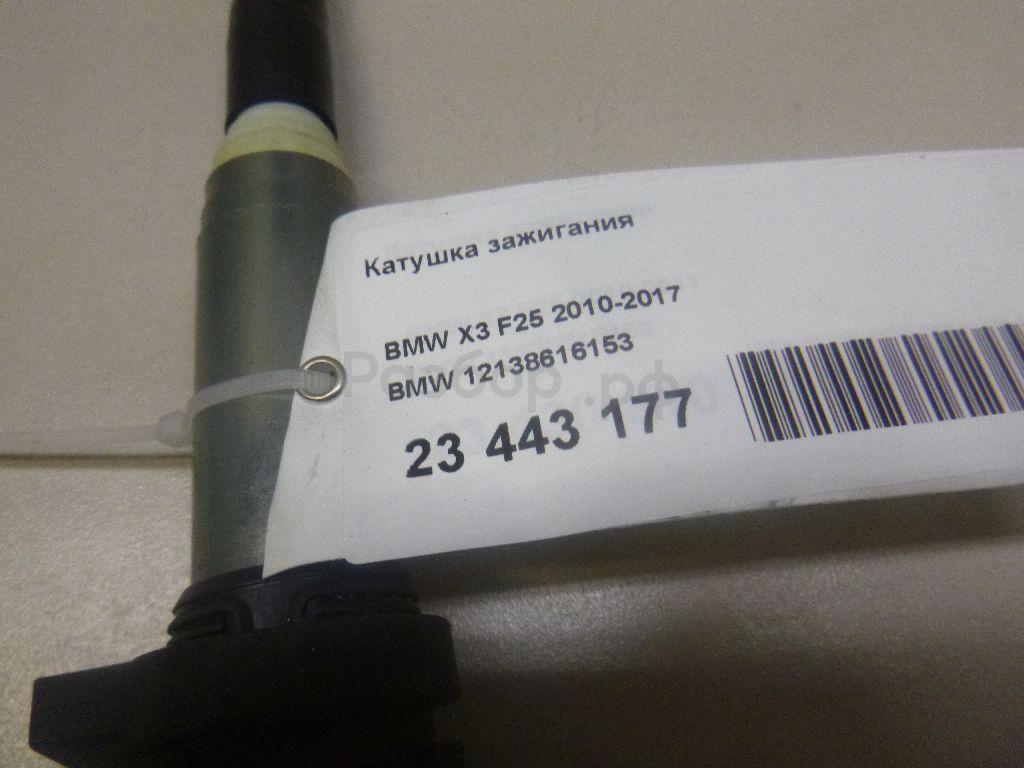 Катушка зажигания
BMW X3 F25 2010-2017
BMW 12138616153
23 443 177
Разбор.рф